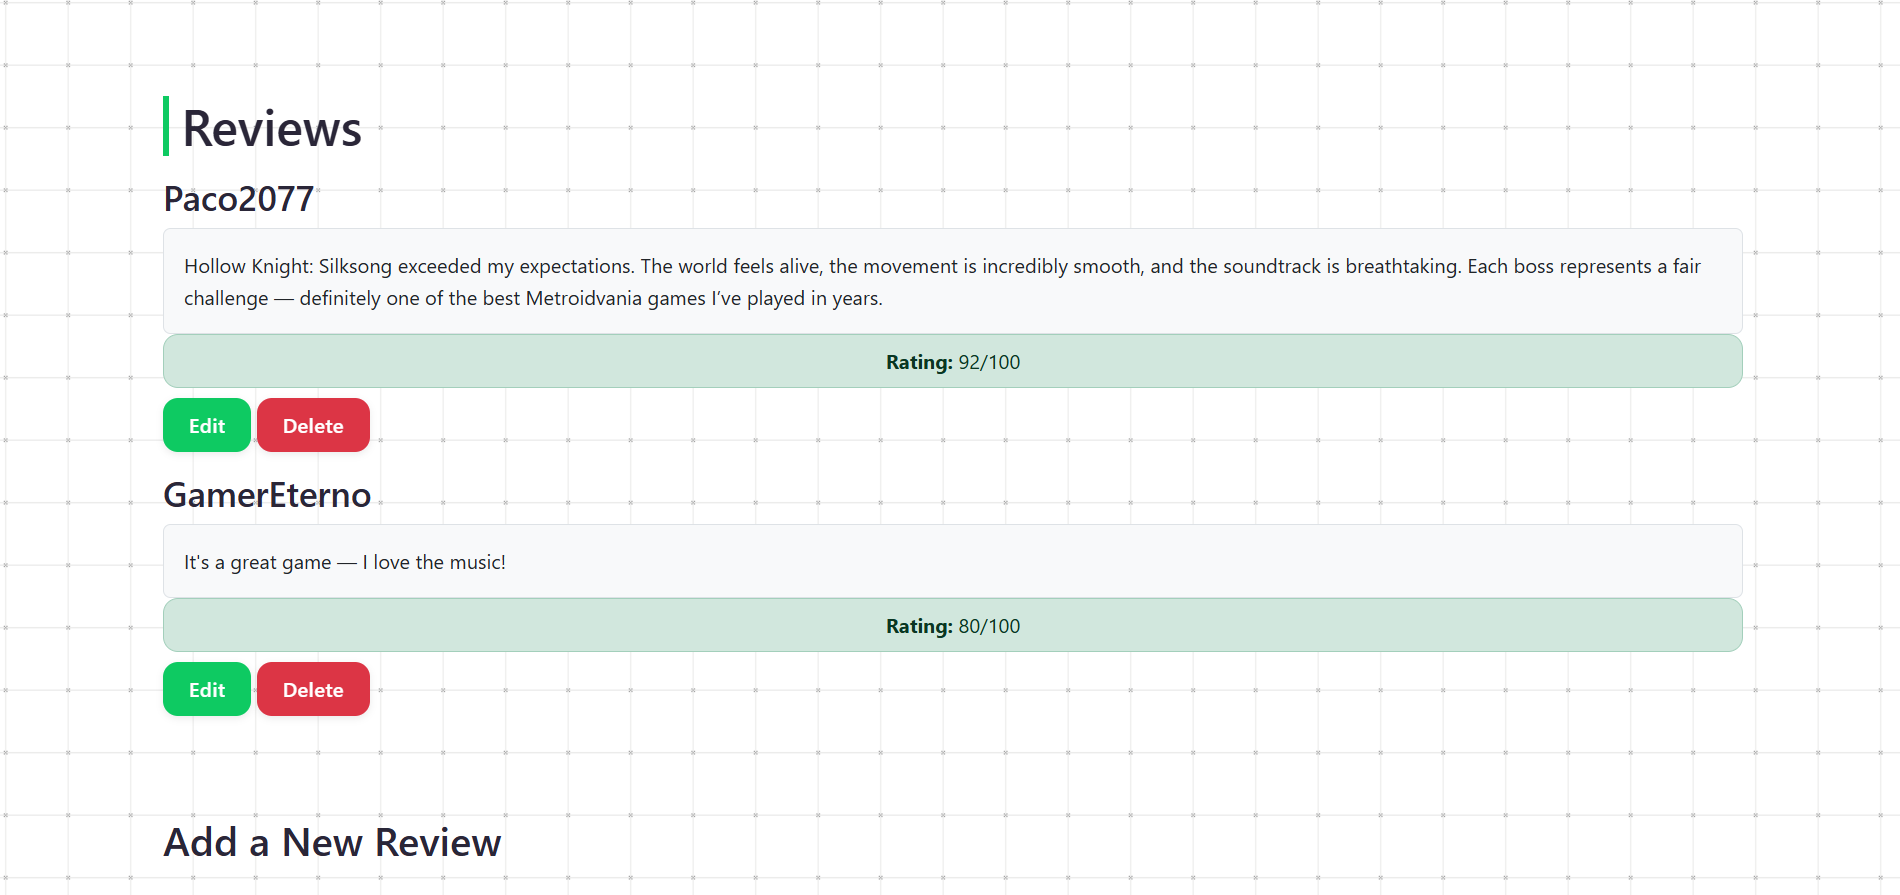 Reviews
Paco2077
Hollow Knight: Silksong exceeded my expectations. The world feels alive, the movement is incredibly smooth, and the soundtrack is breathtaking. Each boss represents a fair
challenge — definitely one of the best Metroidvania games I’ve played in years.
Rating: 92/100
Edit Delete
GamerEterno
It's a great game — I love the music!
Rating: 80/100
Edit Delete
Add a New Review